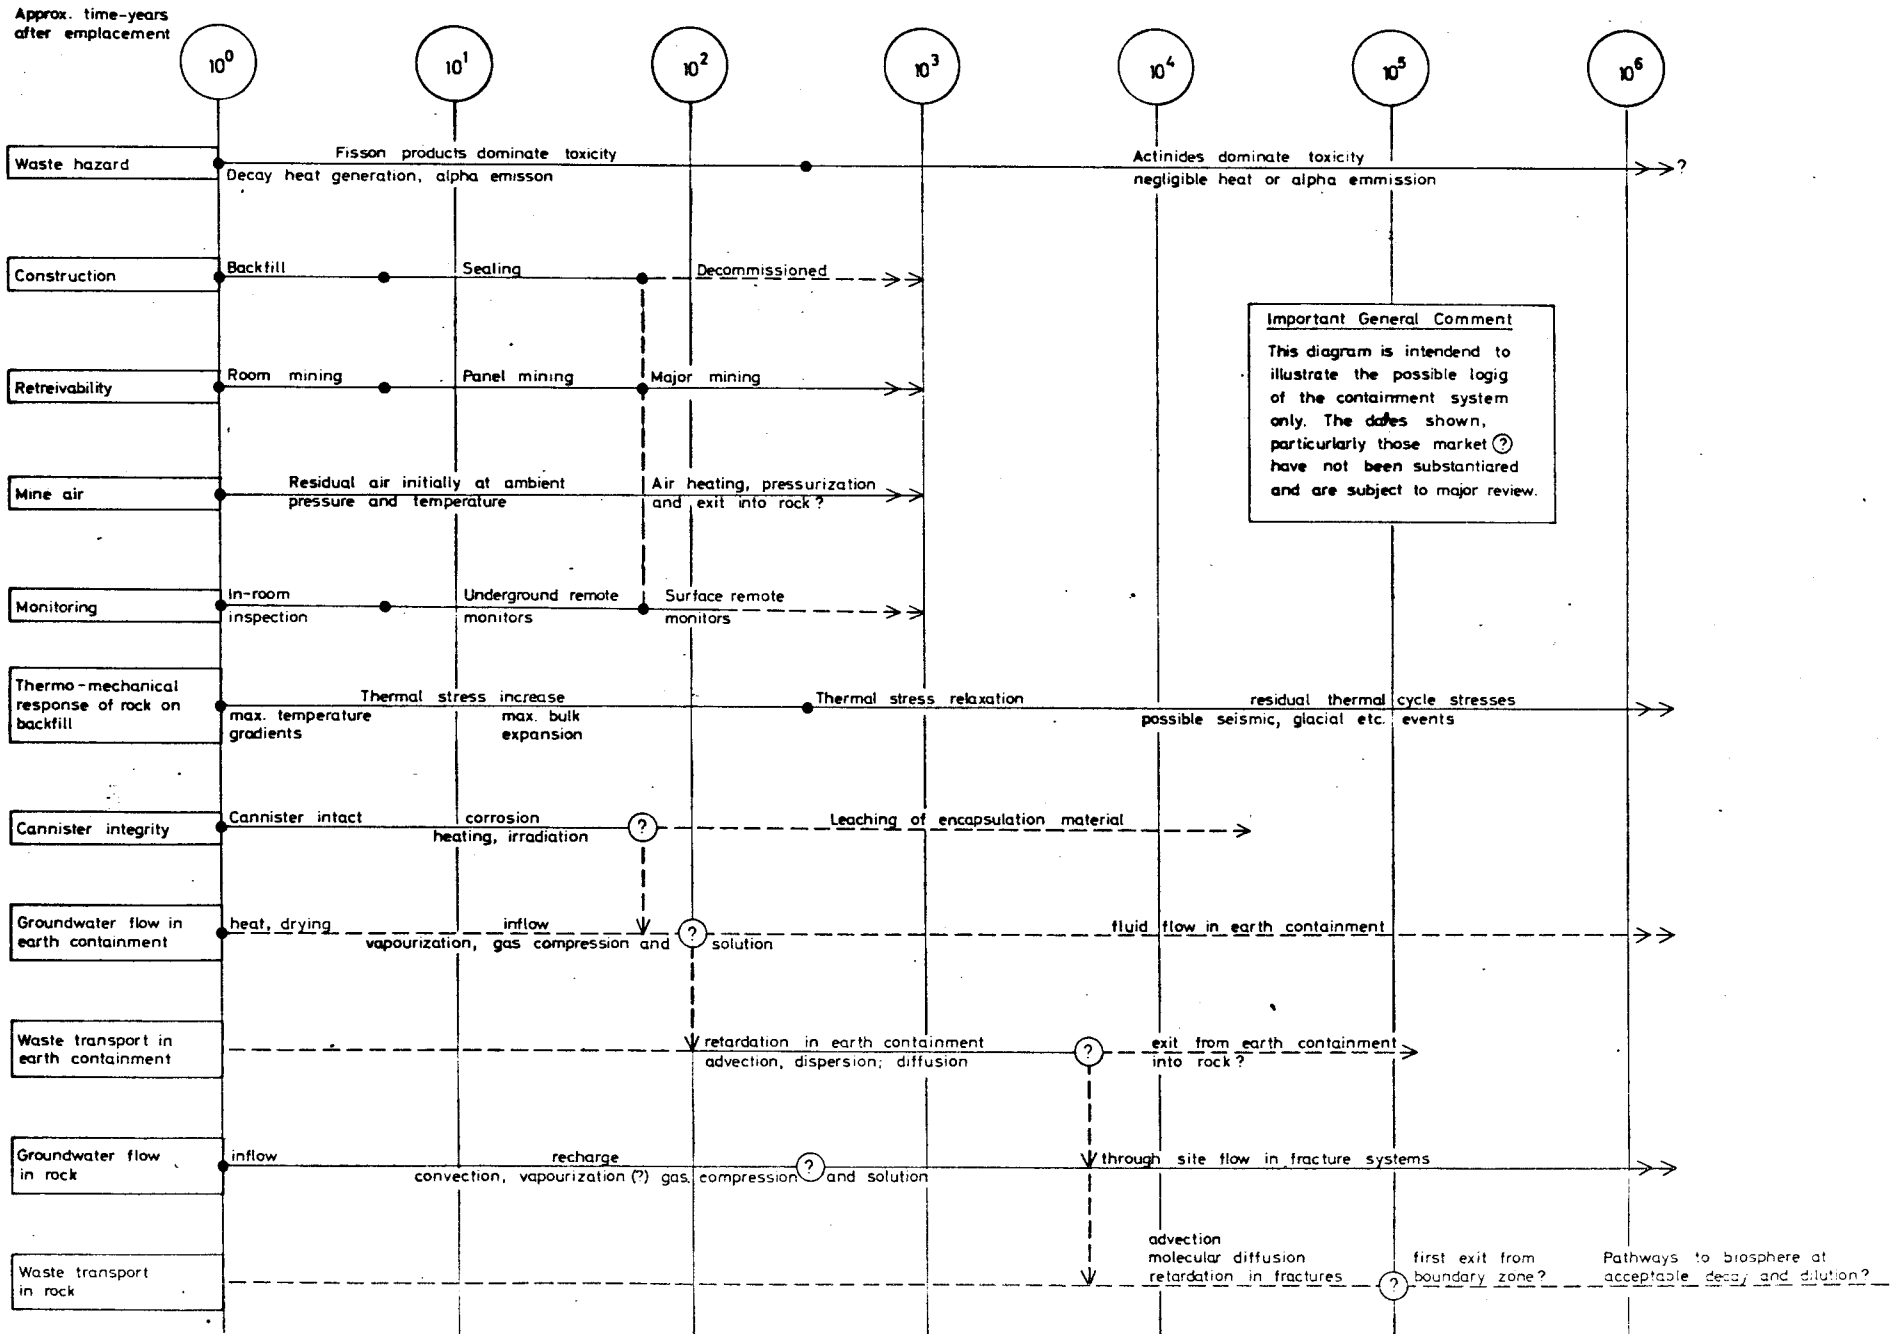 Approx. time-years
after emplacement
10⁰
10¹
10²
10³
10⁴
10⁵
10⁶
Waste hazard
Fisson products dominate toxicity
Decay heat generation, alpha emisson
Actinides dominate toxicity
negligible heat or alpha emmission
?
Construction
Backfill
Sealing
Decommissioned
Retreivability
Room mining
Panel mining
Major mining
Important General Comment
This diagram is intendend to
illustrate the possible logig
of the containment system
only. The dates shown,
particurlarly those market ?
have not been substantiared
and are subject to major review.
Mine air
Residual air initially at ambient
pressure and temperature
Air heating, pressurization
and exit into rock?
Monitoring
In-room
inspection
Underground remote
monitors
Surface remote
monitors
Thermo-mechanical
response of rock on
backfill
Thermal stress increase
max. temperature
gradients
max. bulk
expansion
Thermal stress relaxation
residual thermal cycle stresses
possible seismic, glacial etc. events
Cannister integrity
Cannister intact
corrosion
heating, irradiation
?
Leaching of encapsulation material
Groundwater flow in
earth containment
heat, drying
inflow
vapourization, gas compression and
?
solution
fluid flow in earth containment
Waste transport in
earth containment
retardation in earth containment
advection, dispersion; diffusion
?
exit from earth containment
into rock?
Groundwater flow
in rock
inflow
recharge
convection, vapourization (?) gas compression
?
and solution
through site flow in fracture systems
Waste transport
in rock
advection
molecular diffusion
retardation in fractures
?
first exit from
boundary zone?
Pathways to biosphere at
acceptable decay and dilution?